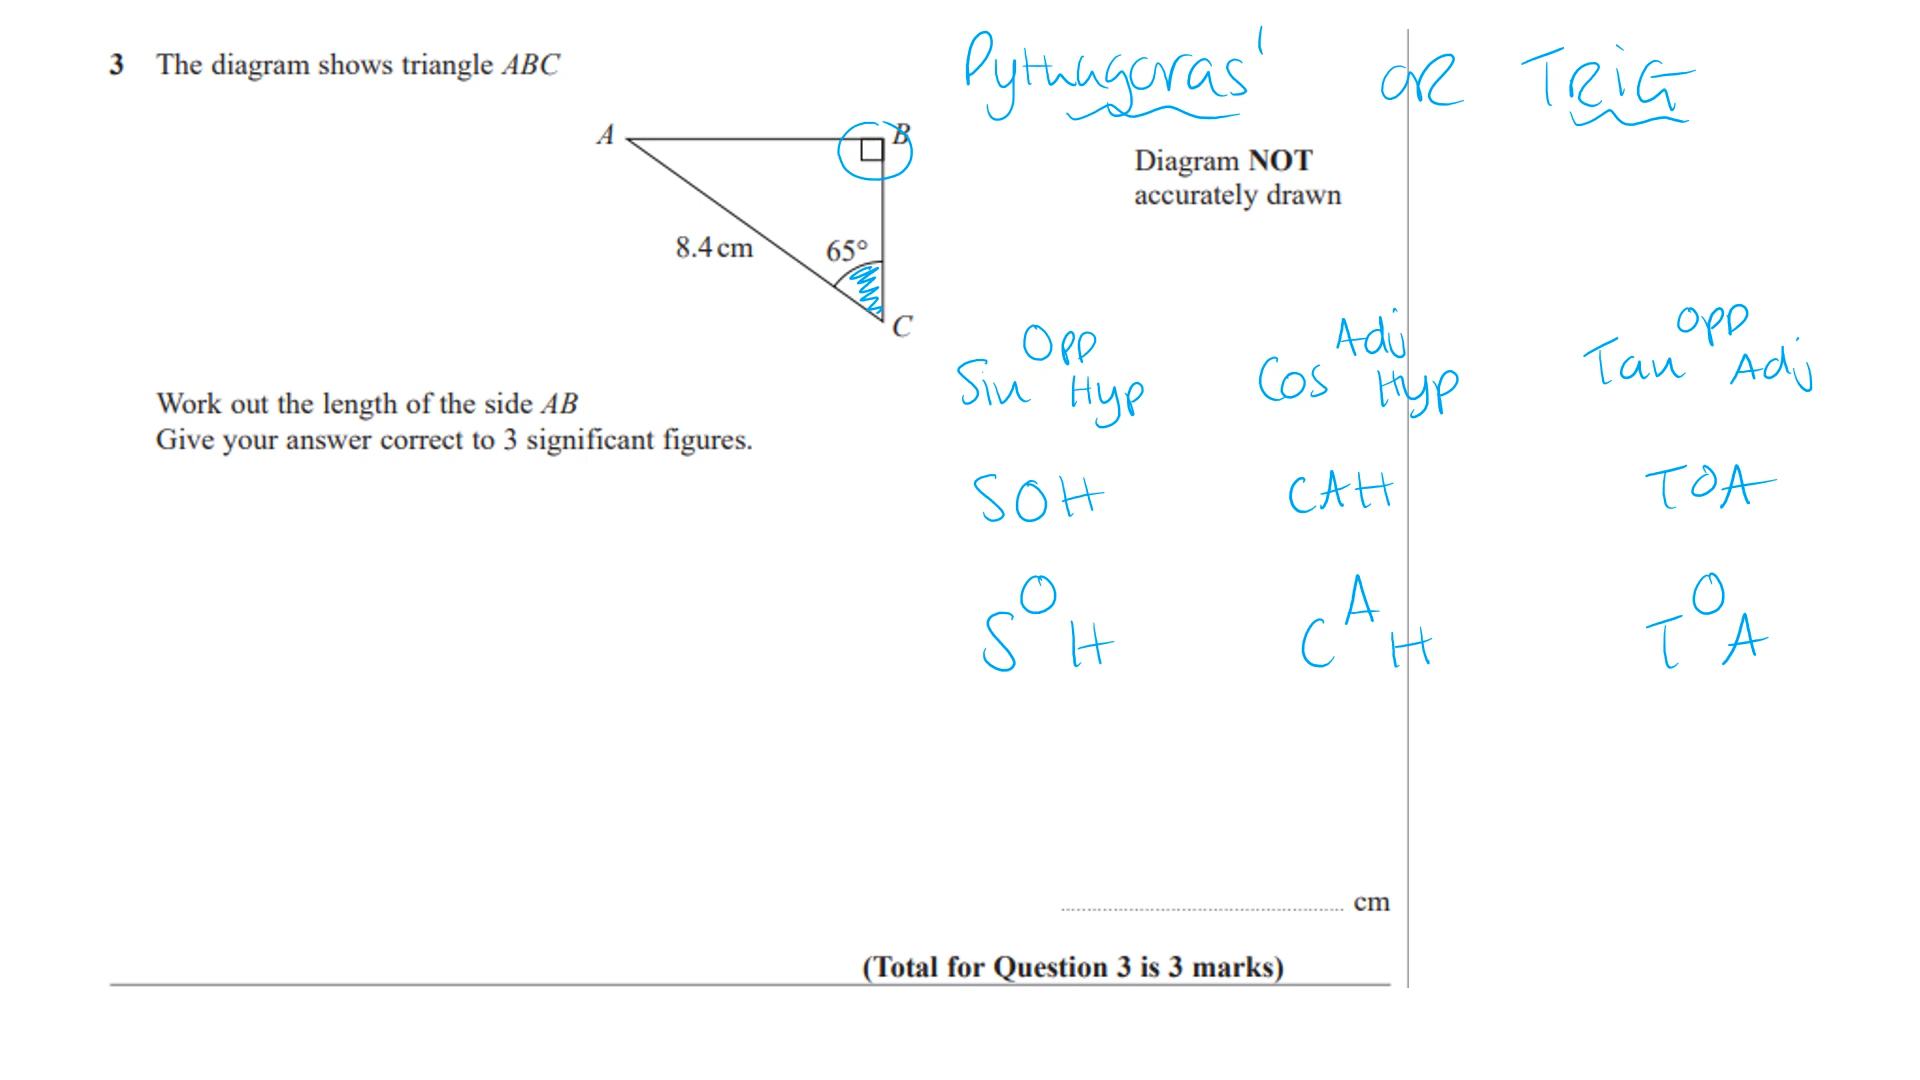 3 The diagram shows triangle ABC
Pythagoras' OR TRiG
A
B
Diagram NOT
accurately drawn
8.4 cm
65°
C
Opp
Sin Hyp
Adj
Cos Hyp
Opp
Tan Adj
Work out the length of the side AB
Give your answer correct to 3 significant figures.
SOH CAH TOA
O
S H
A
C H
O
T A
cm
(Total for Question 3 is 3 marks)